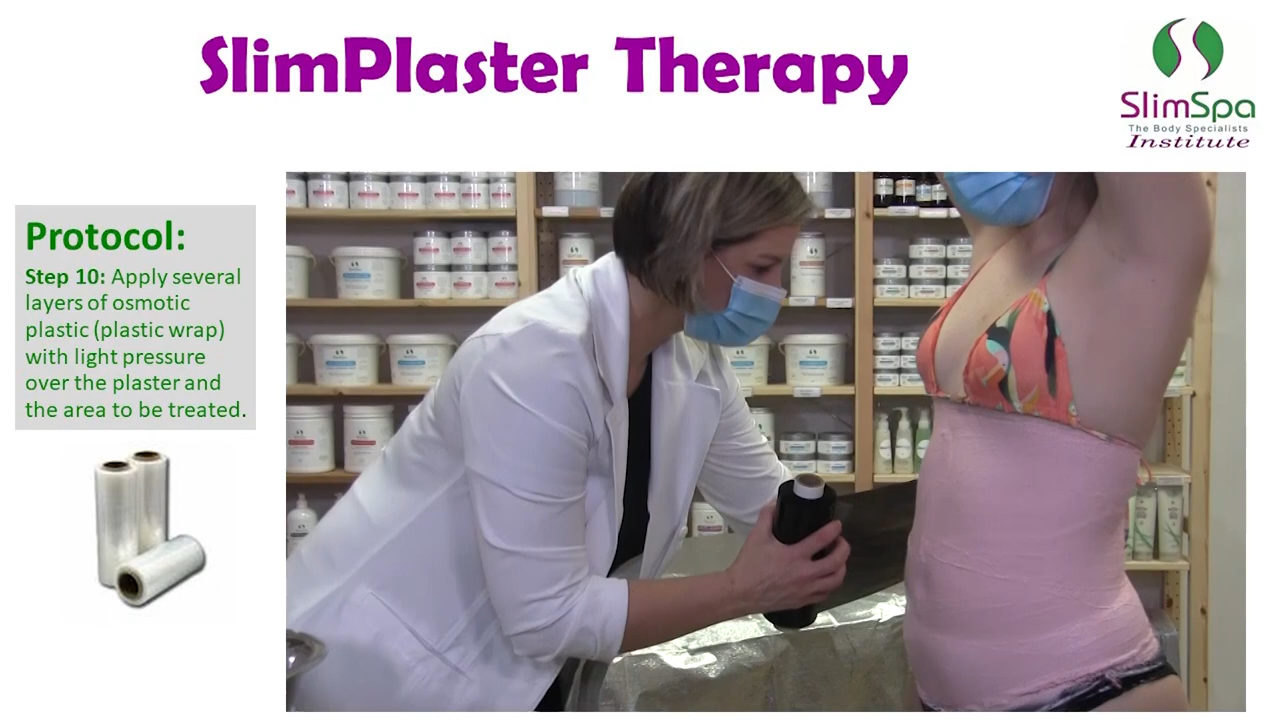 SlimPlaster Therapy
SlimSpa
The Body Specialists
Institute
Protocol:
Step 10: Apply several
layers of osmotic
plastic (plastic wrap)
with light pressure
over the plaster and
the area to be treated.